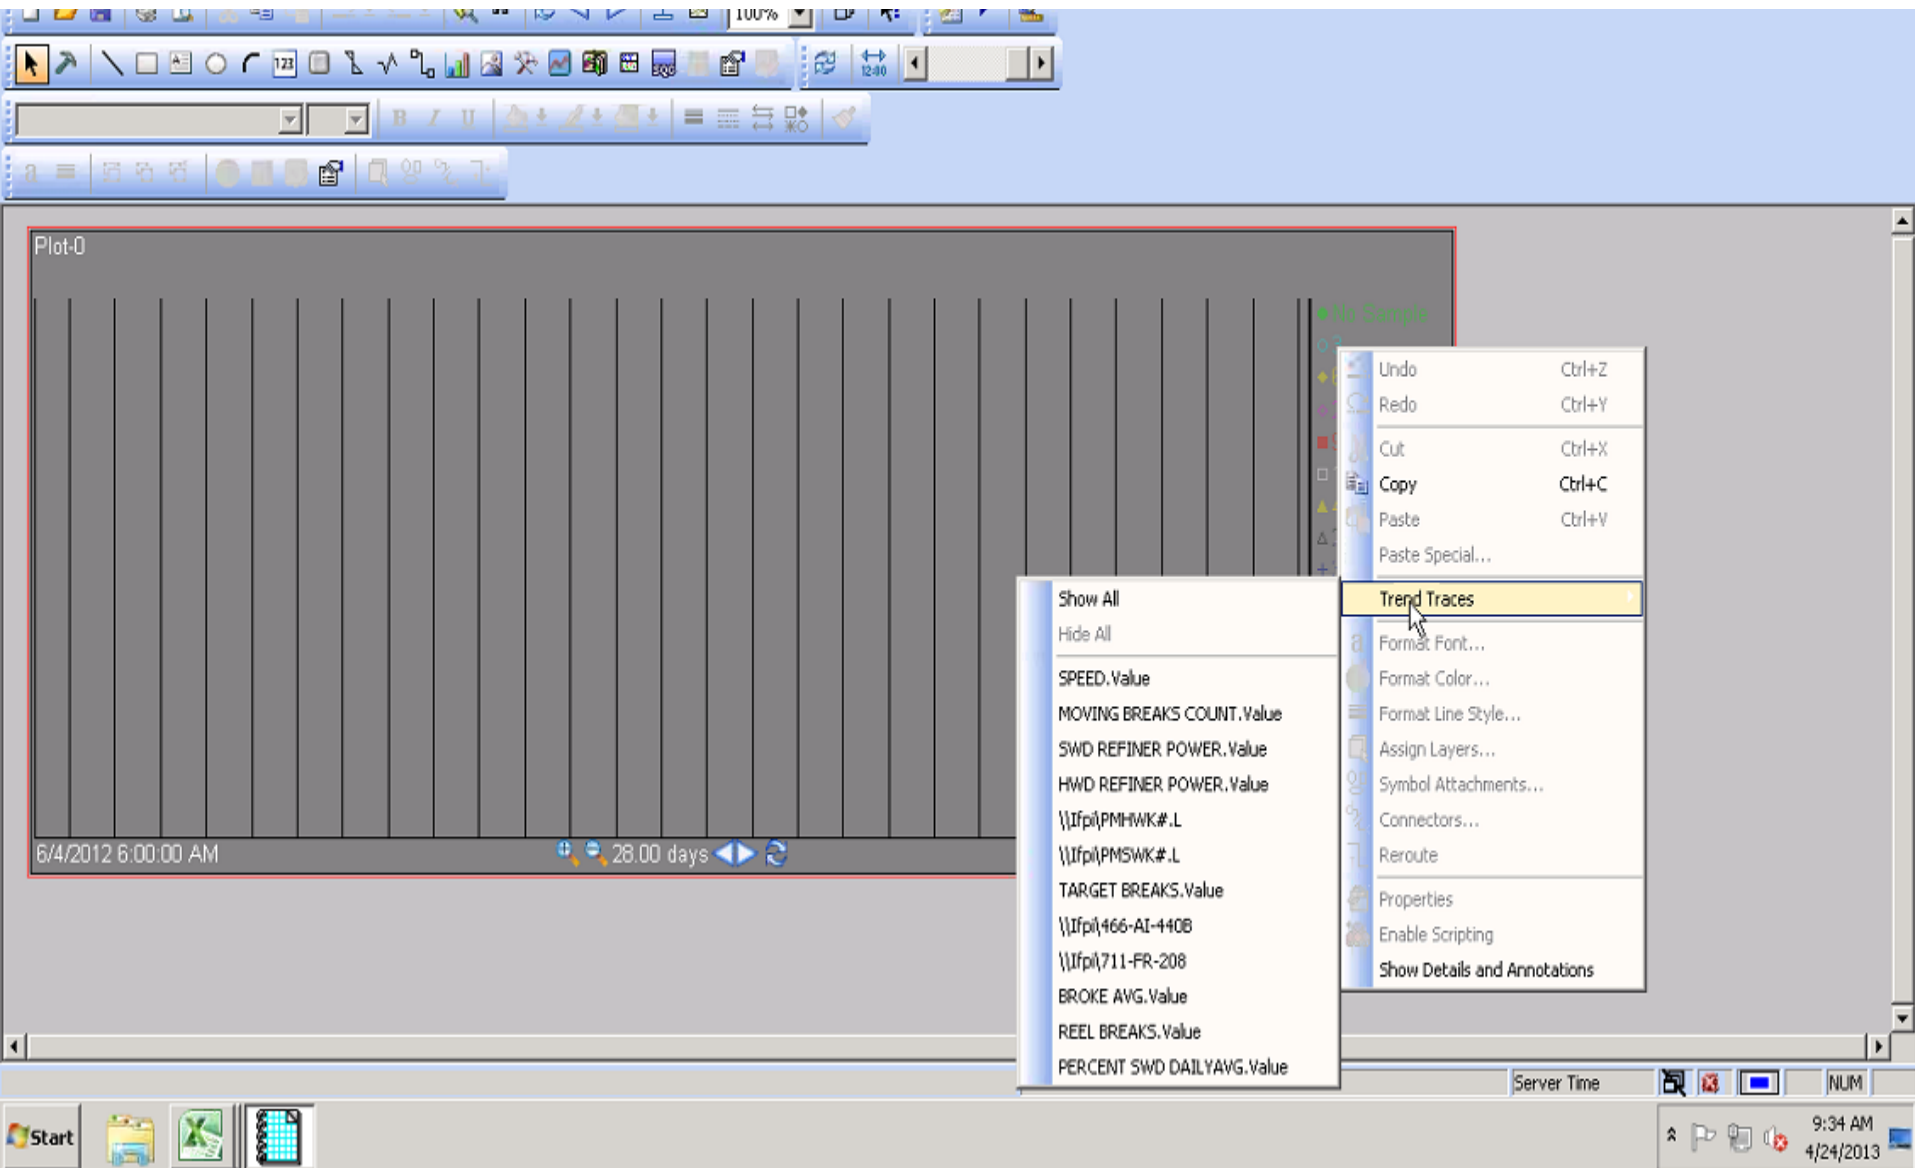 100%
123
12:00
B I U
a
Plot-0
No Sample
Undo Ctrl+Z
Redo Ctrl+Y
Cut Ctrl+X
Copy Ctrl+C
Paste Ctrl+V
Paste Special...
Trend Traces
Format Font...
Format Color...
Format Line Style...
Assign Layers...
Symbol Attachments...
Connectors...
Reroute
Properties
Enable Scripting
Show Details and Annotations
Show All
Hide All
SPEED.Value
MOVING BREAKS COUNT.Value
SWD REFINER POWER.Value
HWD REFINER POWER.Value
\\Ifpi\PMHWK#.L
\\Ifpi\PMSWK#.L
TARGET BREAKS.Value
\\Ifpi\466-AI-440B
\\Ifpi\711-FR-208
BROKE AVG.Value
REEL BREAKS.Value
PERCENT SWD DAILYAVG.Value
6/4/2012 6:00:00 AM
28.00 days
Server Time
NUM
Start
9:34 AM
4/24/2013